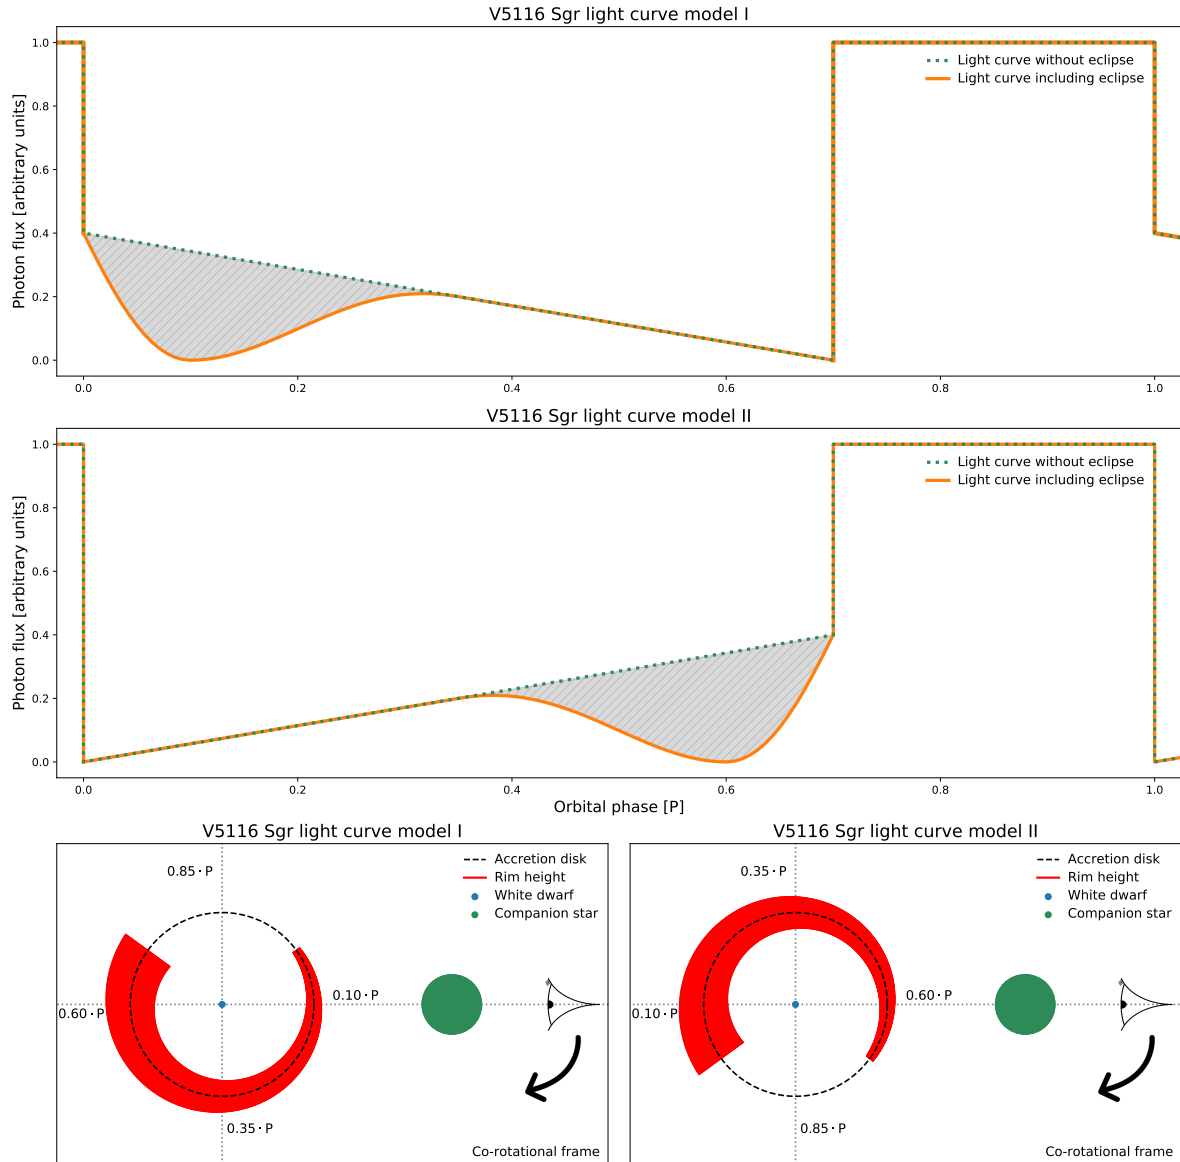 V5116 Sgr light curve model I
Photon flux [arbitrary units]
1.0
0.8
0.6
0.4
0.2
0.0
Light curve without eclipse
Light curve including eclipse
0.0 0.2 0.4 0.6 0.8 1.0
V5116 Sgr light curve model II
Photon flux [arbitrary units]
1.0
0.8
0.6
0.4
0.2
0.0
Light curve without eclipse
Light curve including eclipse
0.0 0.2 0.4 0.6 0.8 1.0
Orbital phase [P]
V5116 Sgr light curve model I
Accretion disk
Rim height
White dwarf
Companion star
0.85 · P
0.10 · P
0.60 · P
0.35 · P
Co-rotational frame
V5116 Sgr light curve model II
Accretion disk
Rim height
White dwarf
Companion star
0.35 · P
0.60 · P
0.10 · P
0.85 · P
Co-rotational frame